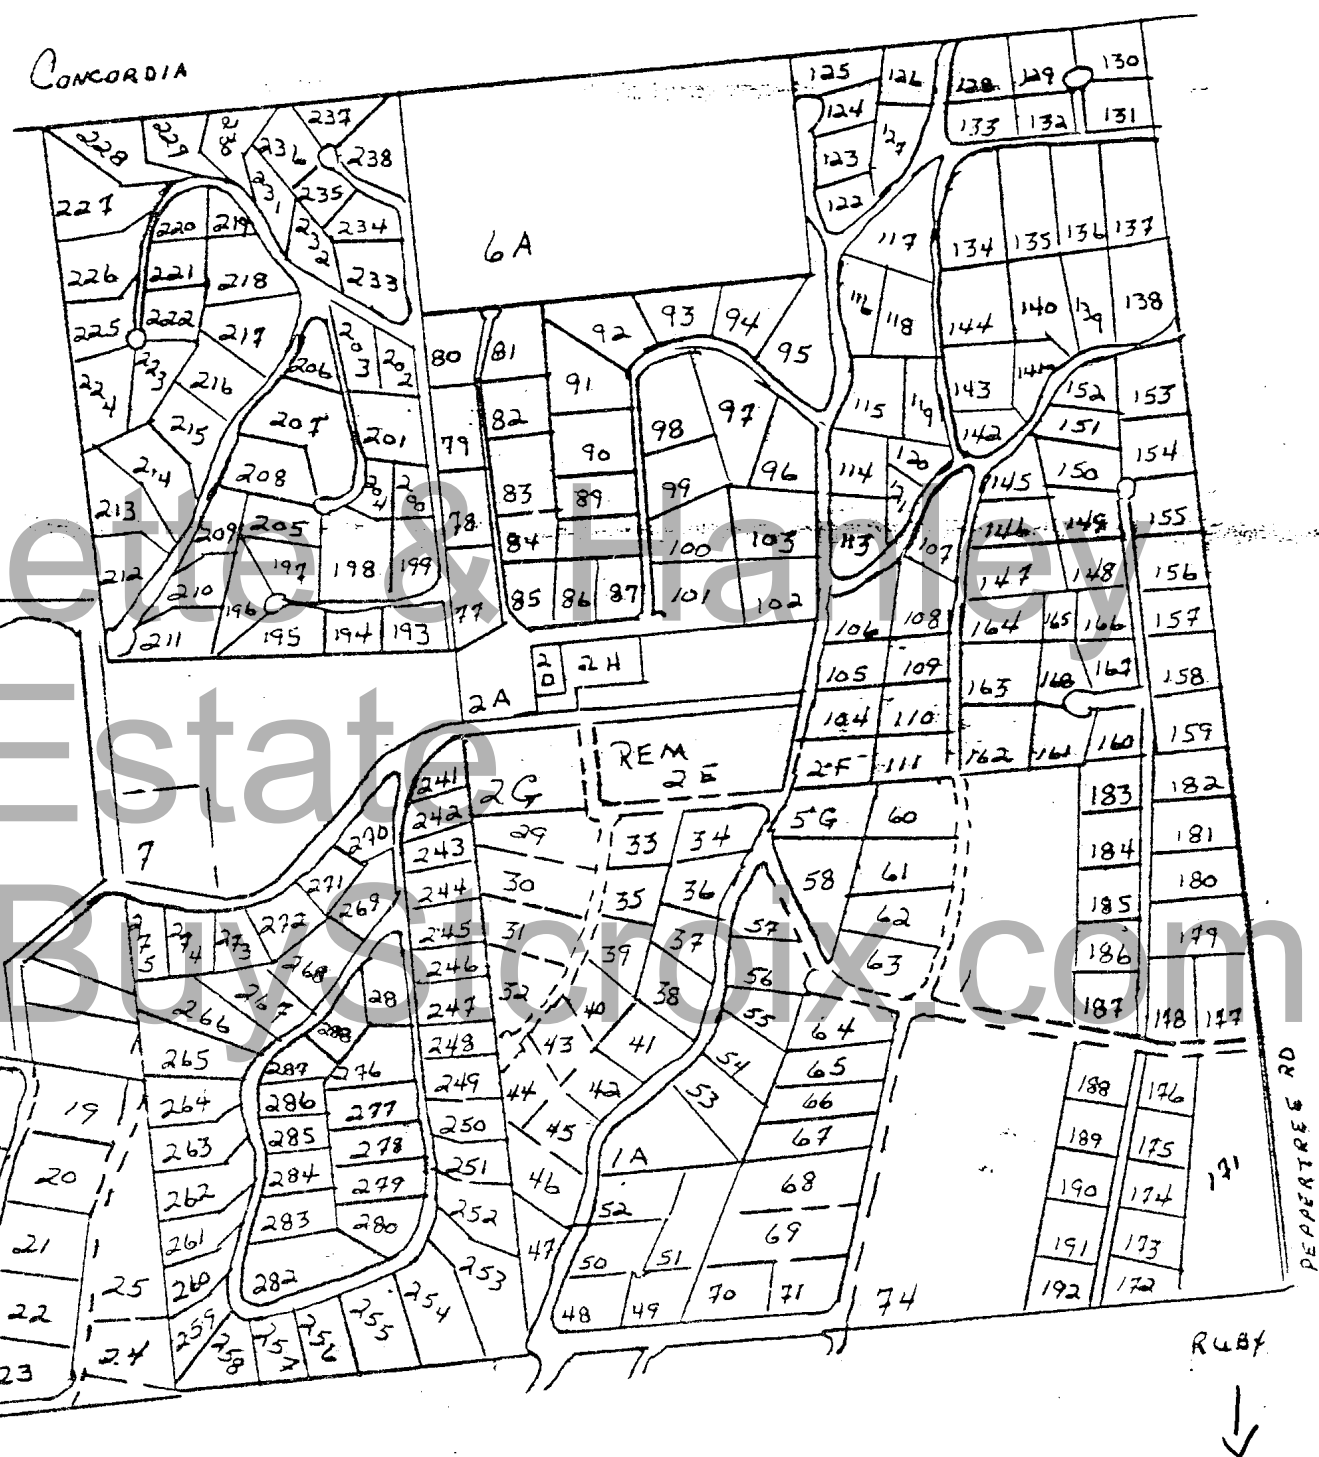 CONCORDIA
125 126 128 129 130
124 133 132 131
237
228 229 230 236 238 127
123
231 235 122
227 220 219 232 234 117 134 135 136 137
6A
226 221 218 233 116 118 140 139 138
225 222 217 203 202 80 81 92 93 94 95 144
223 206 91 141
224 216 143 152 153
215 207 201 79 82 98 97 115 119 142 151
214 208 90 96 114 120 150 154
204 200 83 89 99 121 145
213 209 205 78 84 100 103 113 107 146 149 155
212 210 197 198 199 147 148 156
196 85 86 87 101 102
211 195 194 193 77 106 108 164 165 166 157
2D 2H 105 109 163 168 167 158
2A 104 110
REM
2E
2F 111 162 161 160 159
241 2G 183 182
242 5G 60
270 243 29 33 34 184 181
7
271 244 30 35 36 58 61 185 180
269
275 274 273 272 245 31 39 37 57 62 186 179
268 246 56 63
267 28 247 32 40 38 187 178 177
266 288 248 43 41 55 64
265 287 276 249 44 42 54 65 188 176
19 264 286 277 53 66
263 285 278 250 45 67 189 175
20 262 284 279 251 46 1A 68 190 174 171
21 261 283 280 252 52 69 191 173
25 260 282 253 47 50 51 192 172
22 259 258 257 256 255 254 48 49 70 71 74
23 24
PEPPERTREE RD
RUBY
ette & Hanley
Estate
BuyStcroix.com